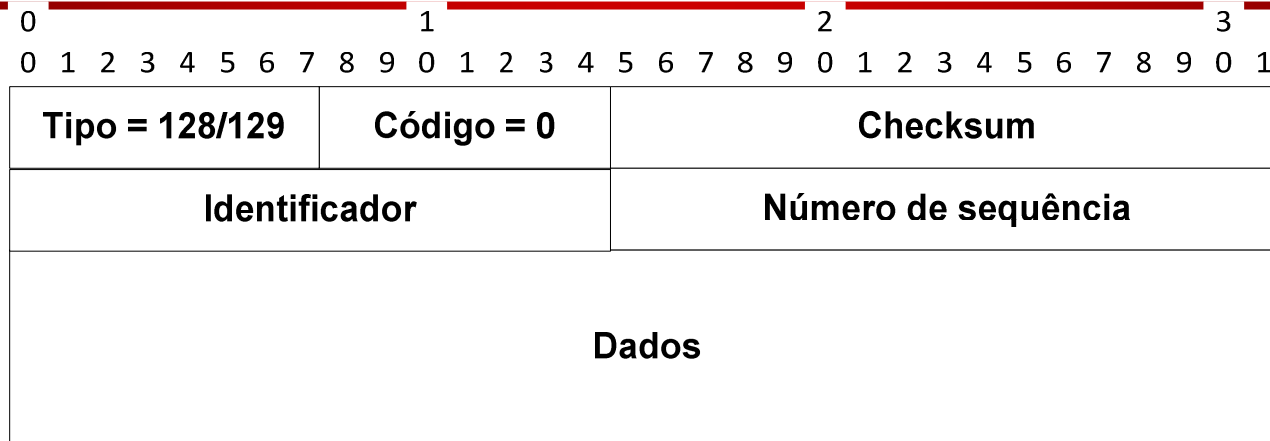 0 1 2 3
0 1 2 3 4 5 6 7 8 9 0 1 2 3 4 5 6 7 8 9 0 1 2 3 4 5 6 7 8 9 0 1
Tipo = 128/129 Código = 0 Checksum
Identificador Número de sequência
Dados